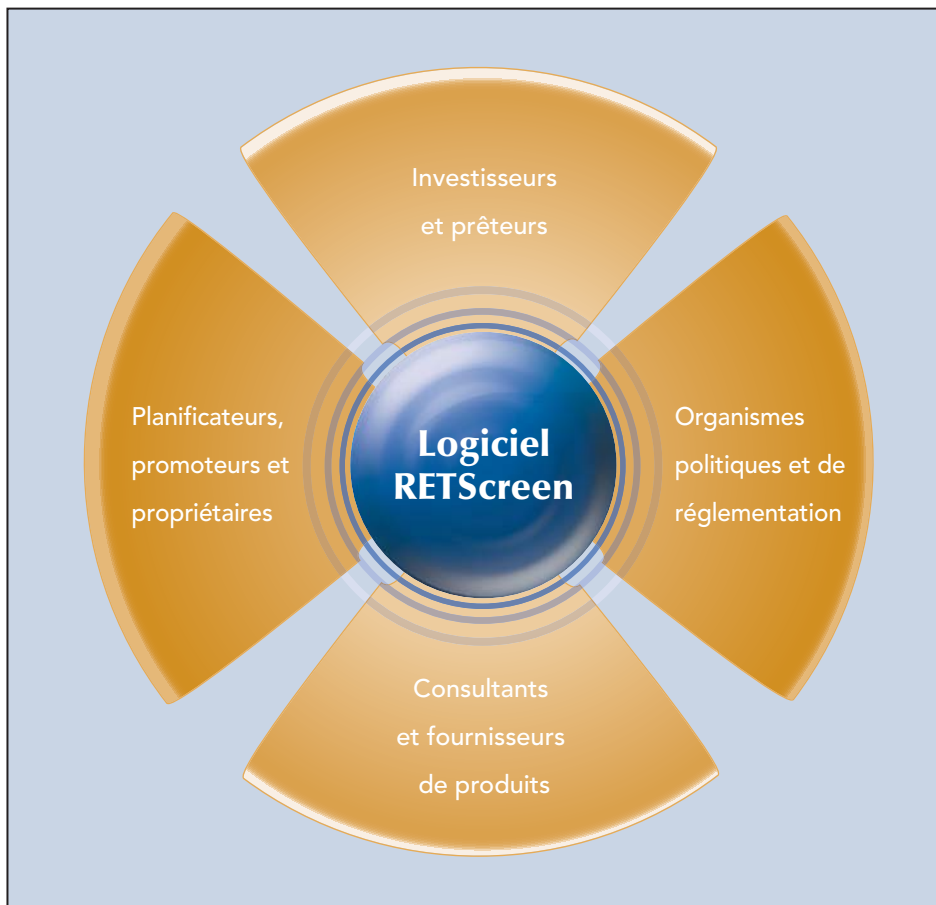 Investisseurs
et prêteurs
Planificateurs,
promoteurs et
propriétaires
Logiciel
RETScreen
Organismes
politiques et de
réglementation
Consultants
et fournisseurs
de produits